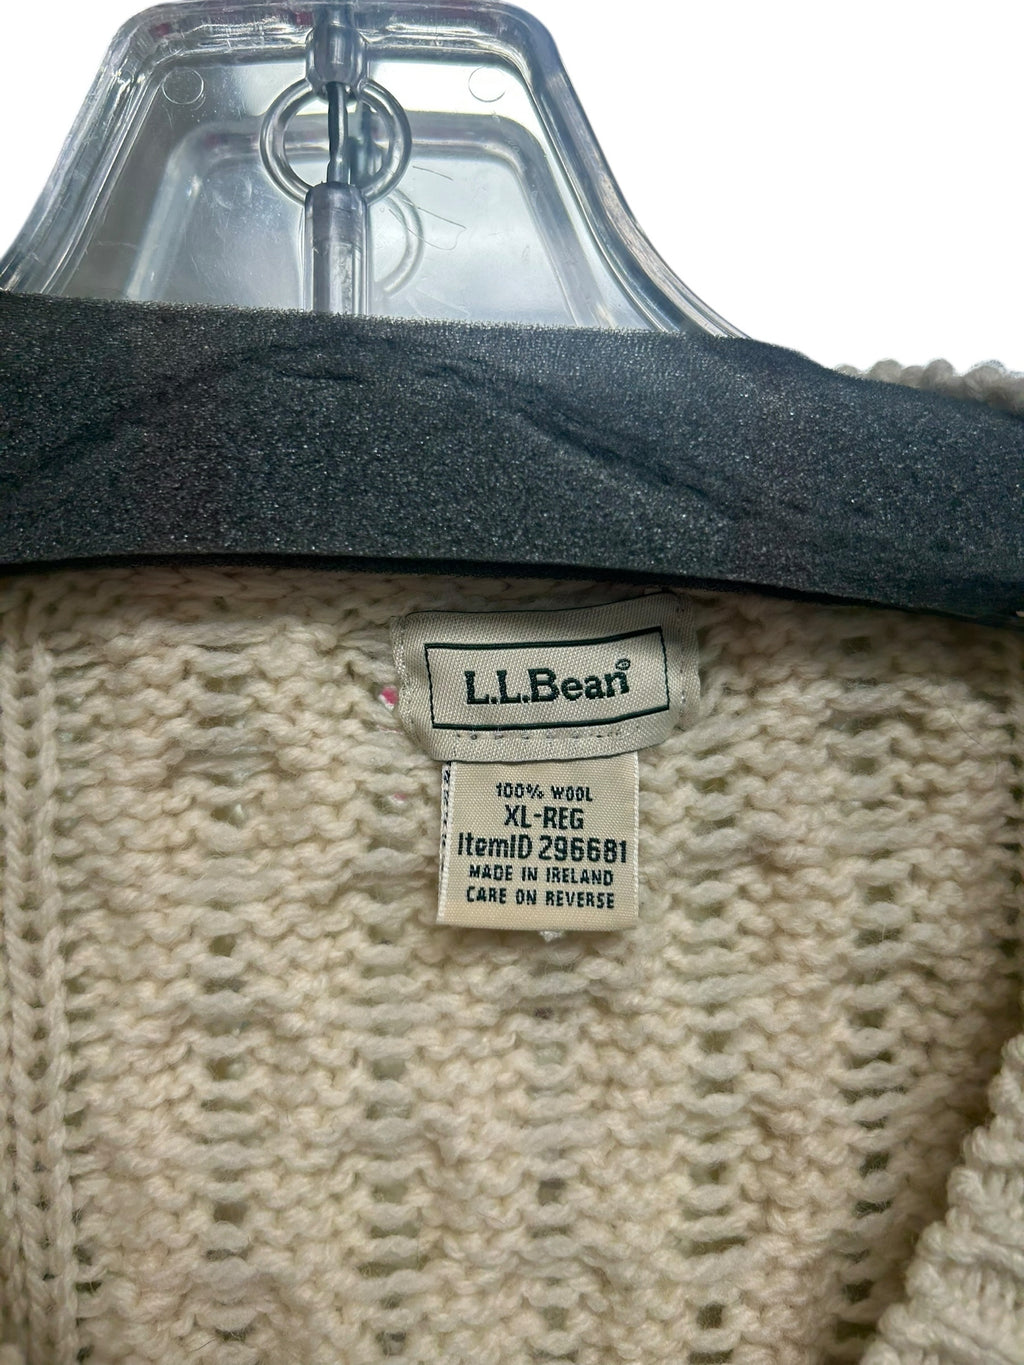 L.L.Bean®
100% WOOL
XL-REG
ItemID 296681
MADE IN IRELAND
CARE ON REVERSE